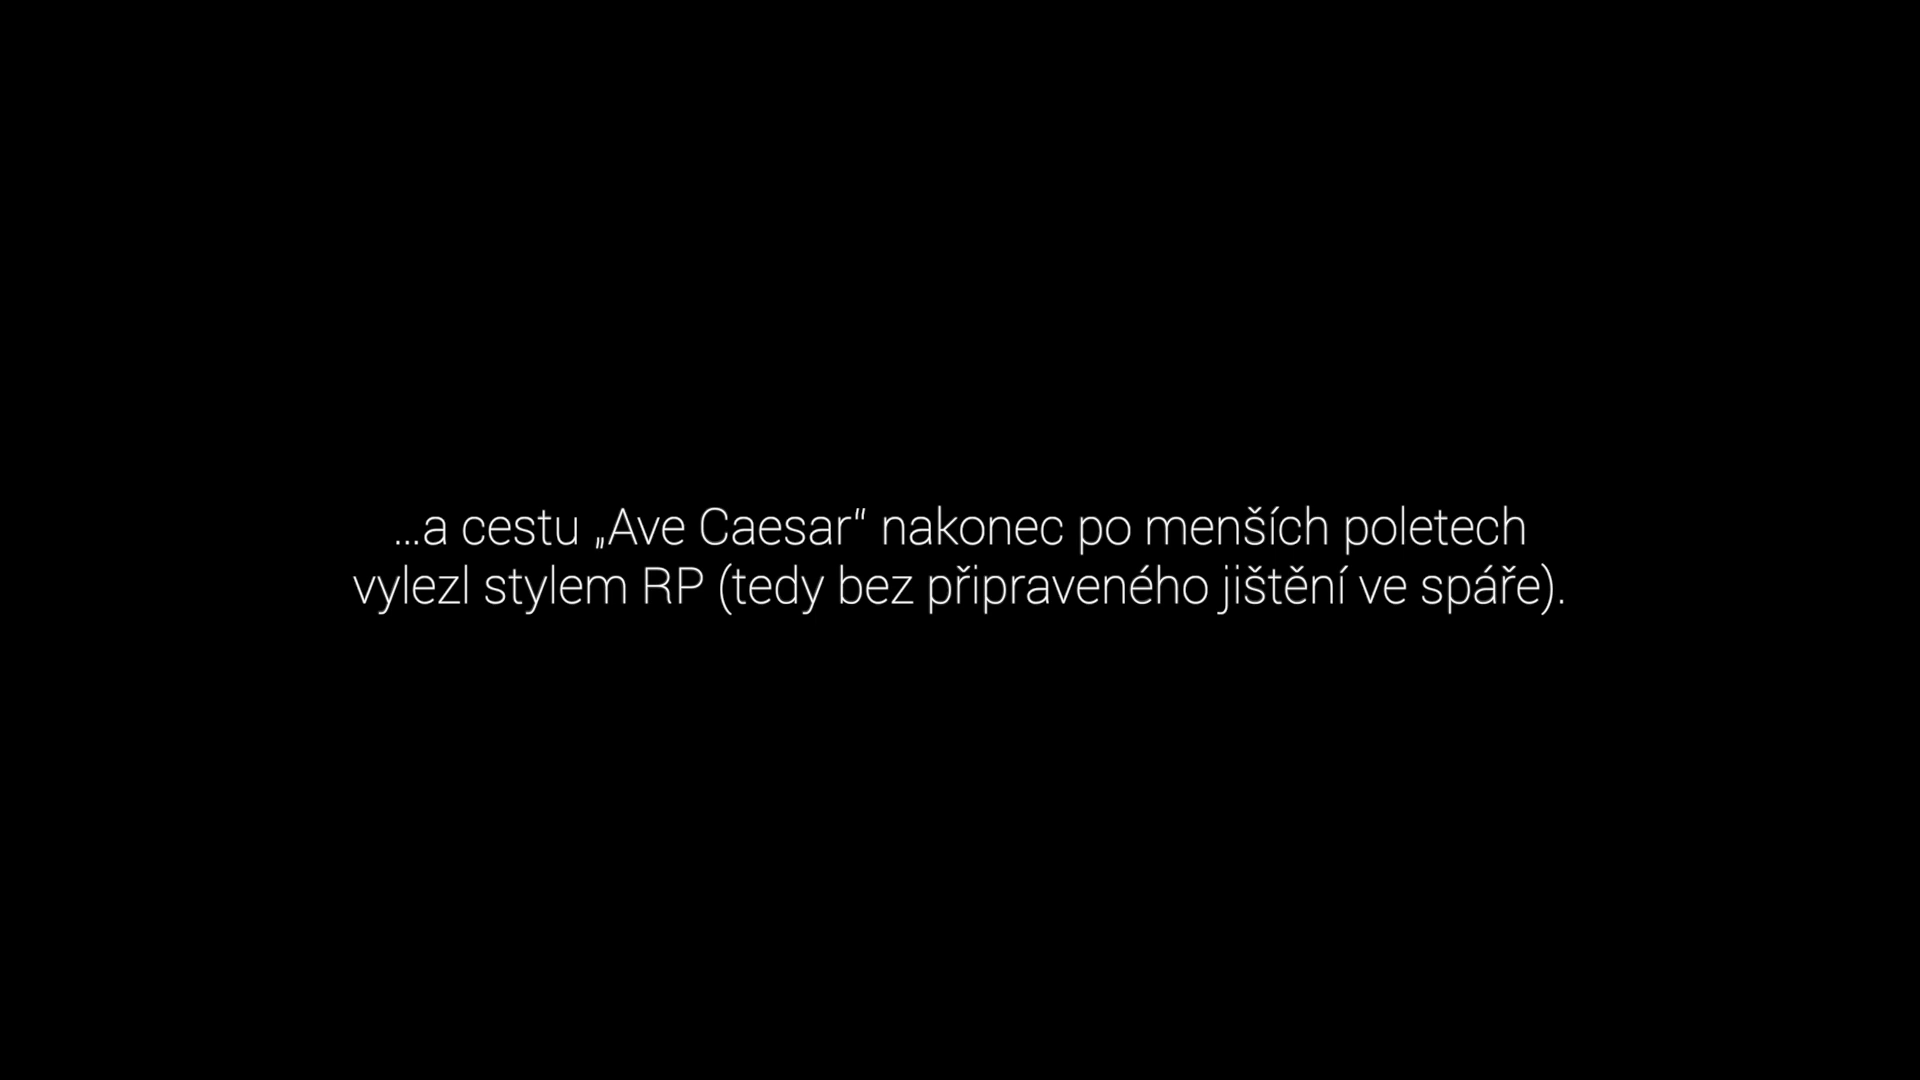 ...a cestu „Ave Caesar“ nakonec po menších poletech
vylezl stylem RP (tedy bez připraveného jištění ve spáře).